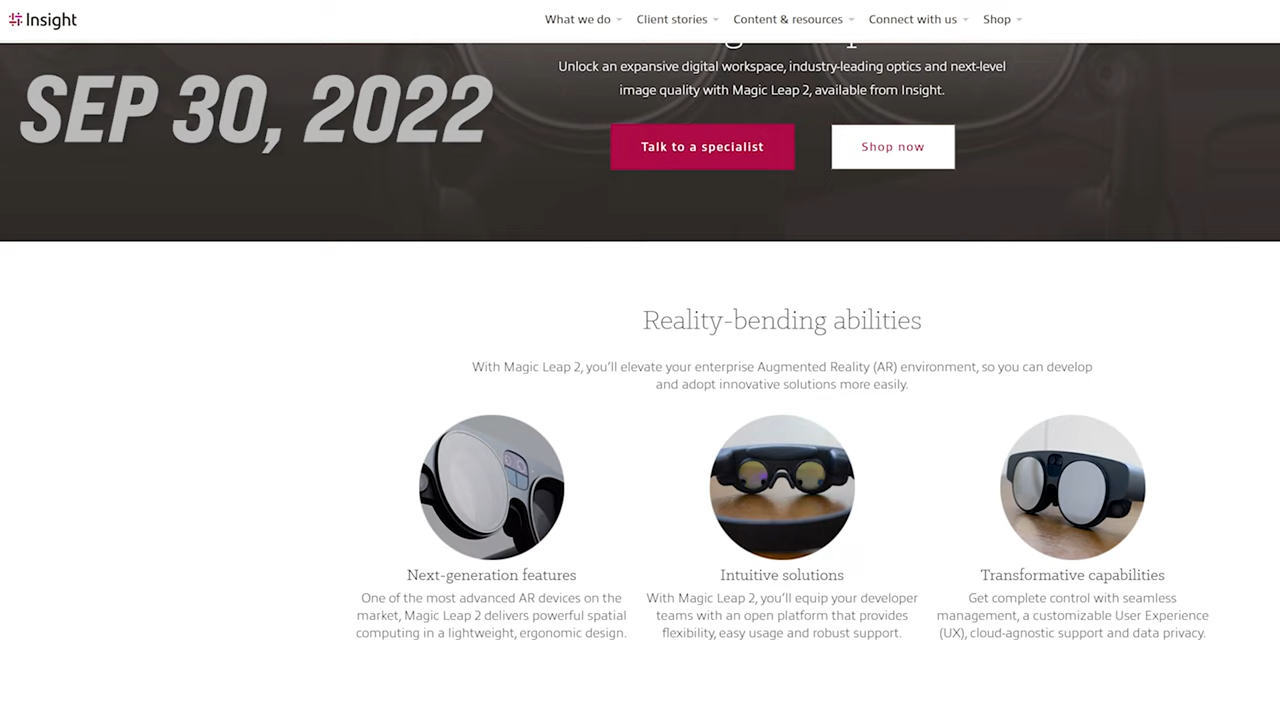 Insight
What we do
Client stories
Content & resources
Connect with us
Shop
Unlock an expansive digital workspace, industry-leading optics and next-level
image quality with Magic Leap 2, available from Insight.
SEP 30, 2022
Talk to a specialist
Shop now
Reality-bending abilities
With Magic Leap 2, you'll elevate your enterprise Augmented Reality (AR) environment, so you can develop
and adopt innovative solutions more easily.
Next-generation features
One of the most advanced AR devices on the
market, Magic Leap 2 delivers powerful spatial
computing in a lightweight, ergonomic design.
Intuitive solutions
With Magic Leap 2, you'll equip your developer
teams with an open platform that provides
flexibility, easy usage and robust support.
Transformative capabilities
Get complete control with seamless
management, a customizable User Experience
(UX), cloud-agnostic support and data privacy.